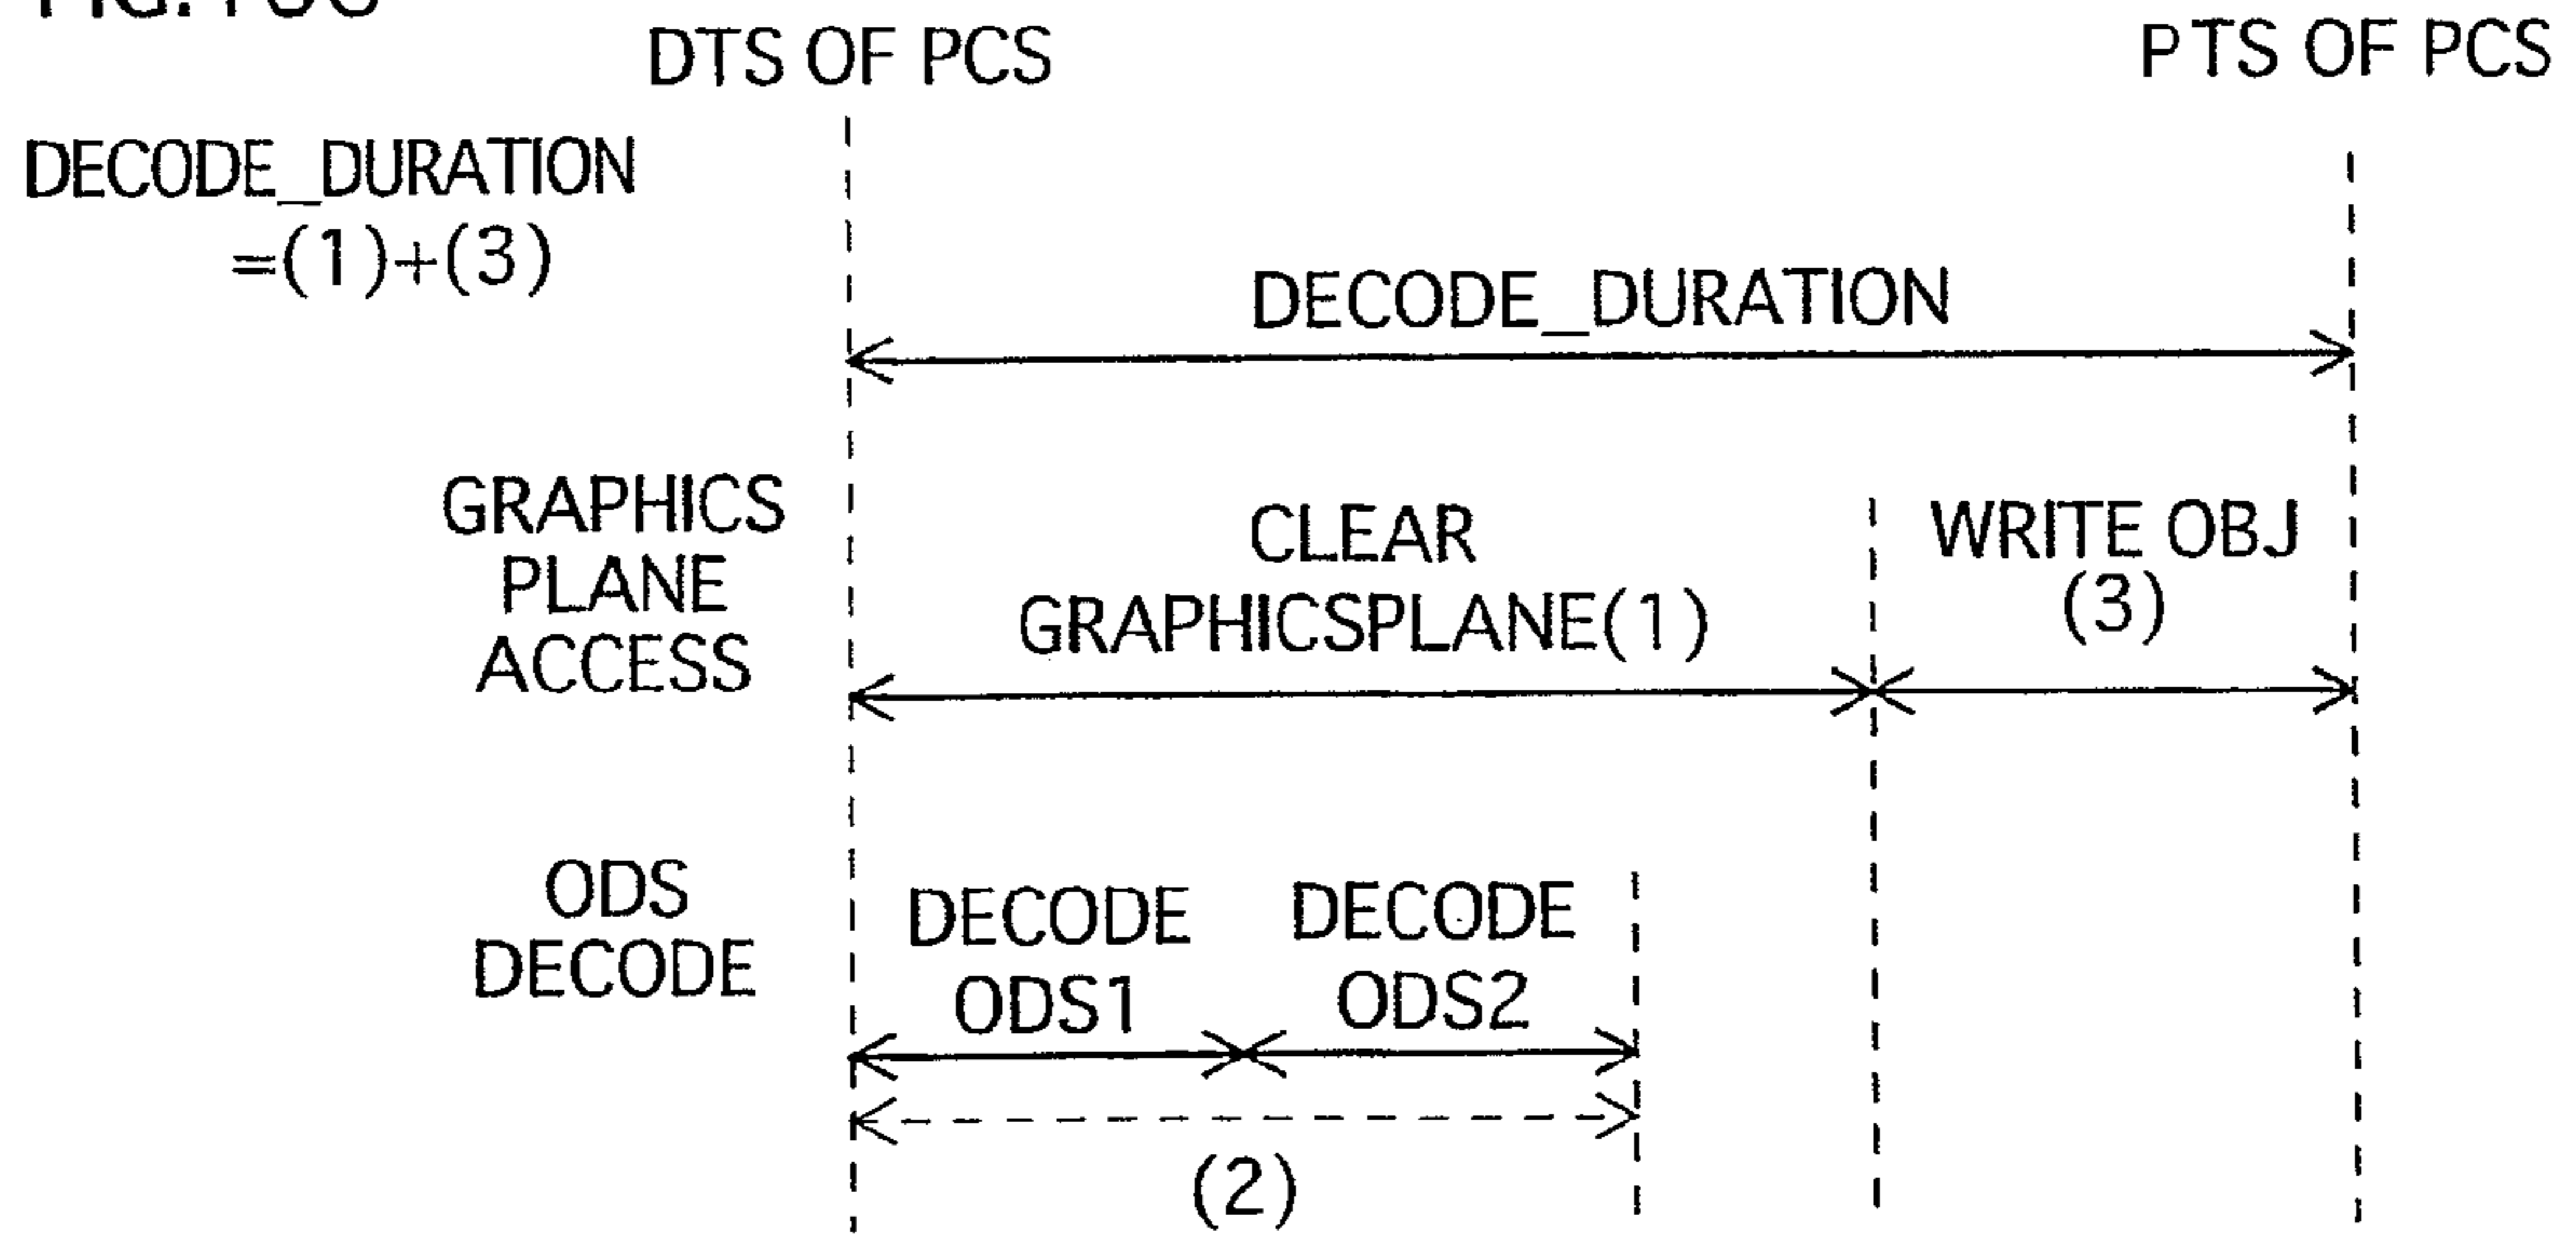 DTS OF PCS
PTS OF PCS
DECODE_DURATION
=(1)+(3)
DECODE_DURATION
GRAPHICS
PLANE
ACCESS
CLEAR
GRAPHICSPLANE(1)
WRITE OBJ
(3)
ODS
DECODE
DECODE
ODS1
DECODE
ODS2
(2)